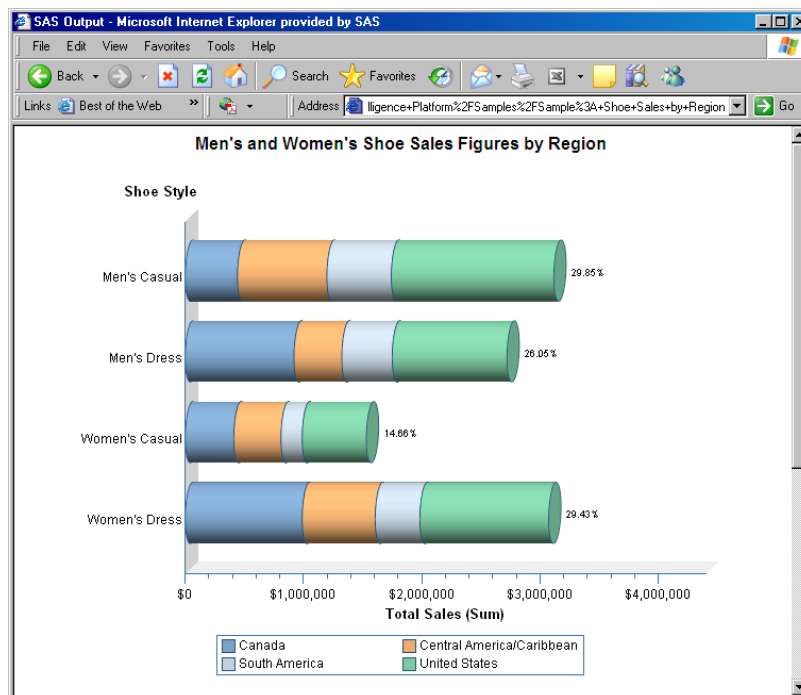 SAS Output - Microsoft Internet Explorer provided by SAS
File Edit View Favorites Tools Help
Back Search Favorites
Links Best of the Web » Address lligence+Platform%2FSamples%2FSample%3A+Shoe+Sales+by+Region Go
Men's and Women's Shoe Sales Figures by Region
Shoe Style
Men's Casual 29.85%
Men's Dress 26.05%
Women's Casual 14.66%
Women's Dress 29.43%
$0 $1,000,000 $2,000,000 $3,000,000 $4,000,000
Total Sales (Sum)
Canada Central America/Caribbean
South America United States